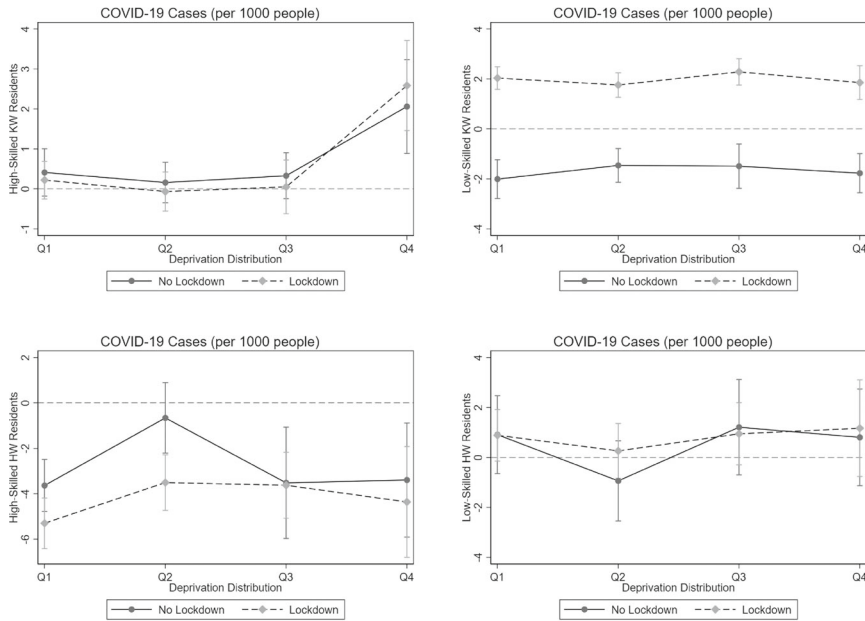 COVID-19 Cases (per 1000 people)
High-Skilled KW Residents
4
3
2
1
0
-1
Q1 Q2 Q3 Q4
Deprivation Distribution
No Lockdown Lockdown
COVID-19 Cases (per 1000 people)
Low-Skilled KW Residents
4
2
0
-2
-4
Q1 Q2 Q3 Q4
Deprivation Distribution
No Lockdown Lockdown
COVID-19 Cases (per 1000 people)
High-Skilled HW Residents
2
0
-2
-4
-6
Q1 Q2 Q3 Q4
Deprivation Distribution
No Lockdown Lockdown
COVID-19 Cases (per 1000 people)
Low-Skilled HW Residents
4
2
0
-2
-4
Q1 Q2 Q3 Q4
Deprivation Distribution
No Lockdown Lockdown